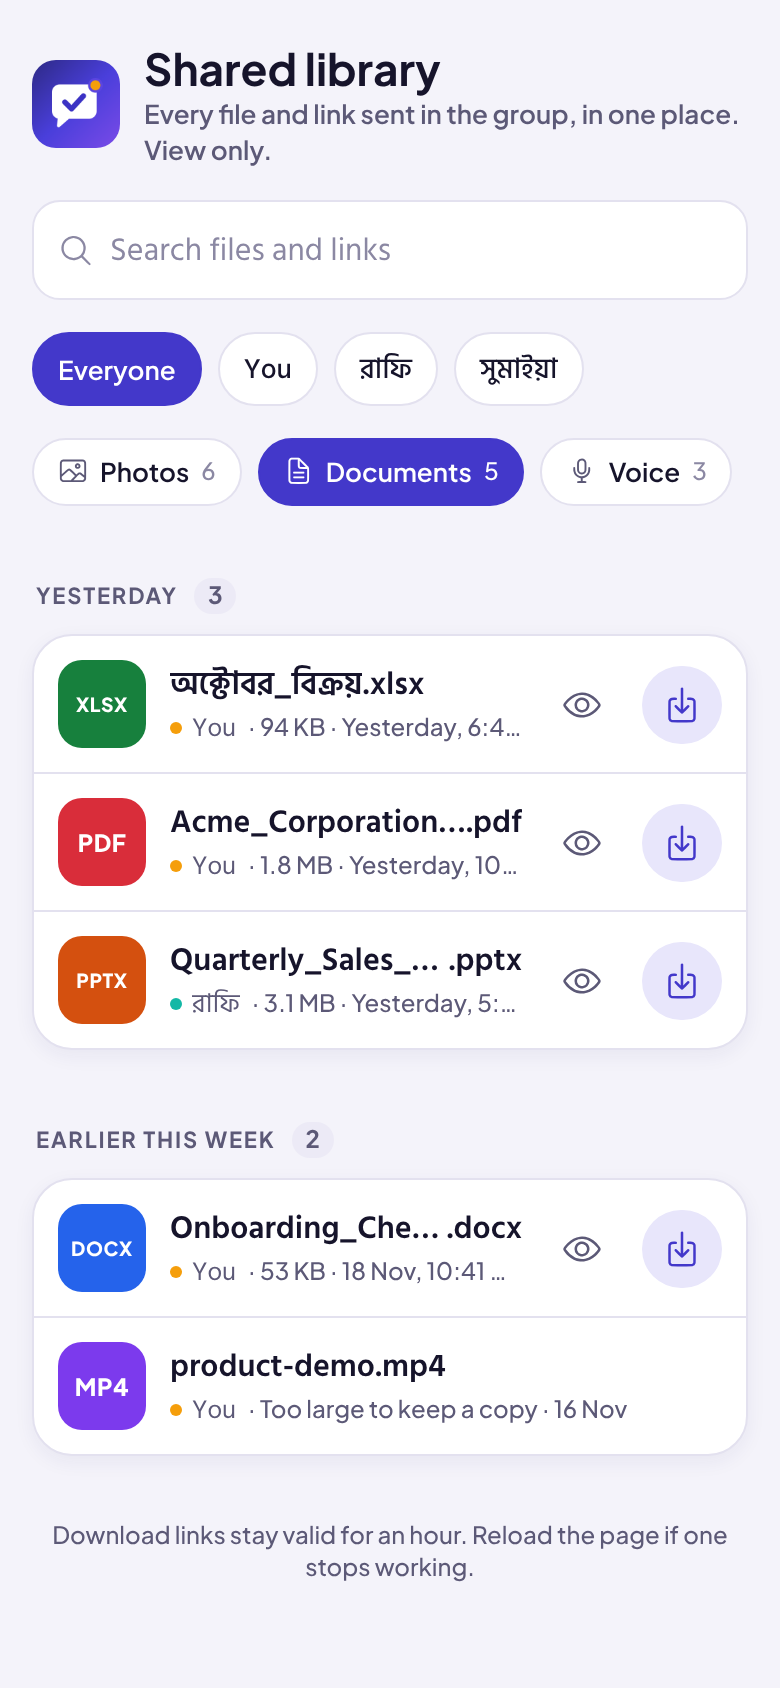 Shared library
Every file and link sent in the group, in one place.
View only.
Search files and links
Everyone You রাফি সুমাইয়া
Photos 6 Documents 5 Voice 3
YESTERDAY 3
XLSX অক্টোবর_বিক্রয়.xlsx
You · 94 KB · Yesterday, 6:4...
PDF Acme_Corporation....pdf
You · 1.8 MB · Yesterday, 10...
PPTX Quarterly_Sales_... .pptx
রাফি · 3.1 MB · Yesterday, 5:...
EARLIER THIS WEEK 2
DOCX Onboarding_Che... .docx
You · 53 KB · 18 Nov, 10:41 ...
MP4 product-demo.mp4
You · Too large to keep a copy · 16 Nov
Download links stay valid for an hour. Reload the page if one
stops working.